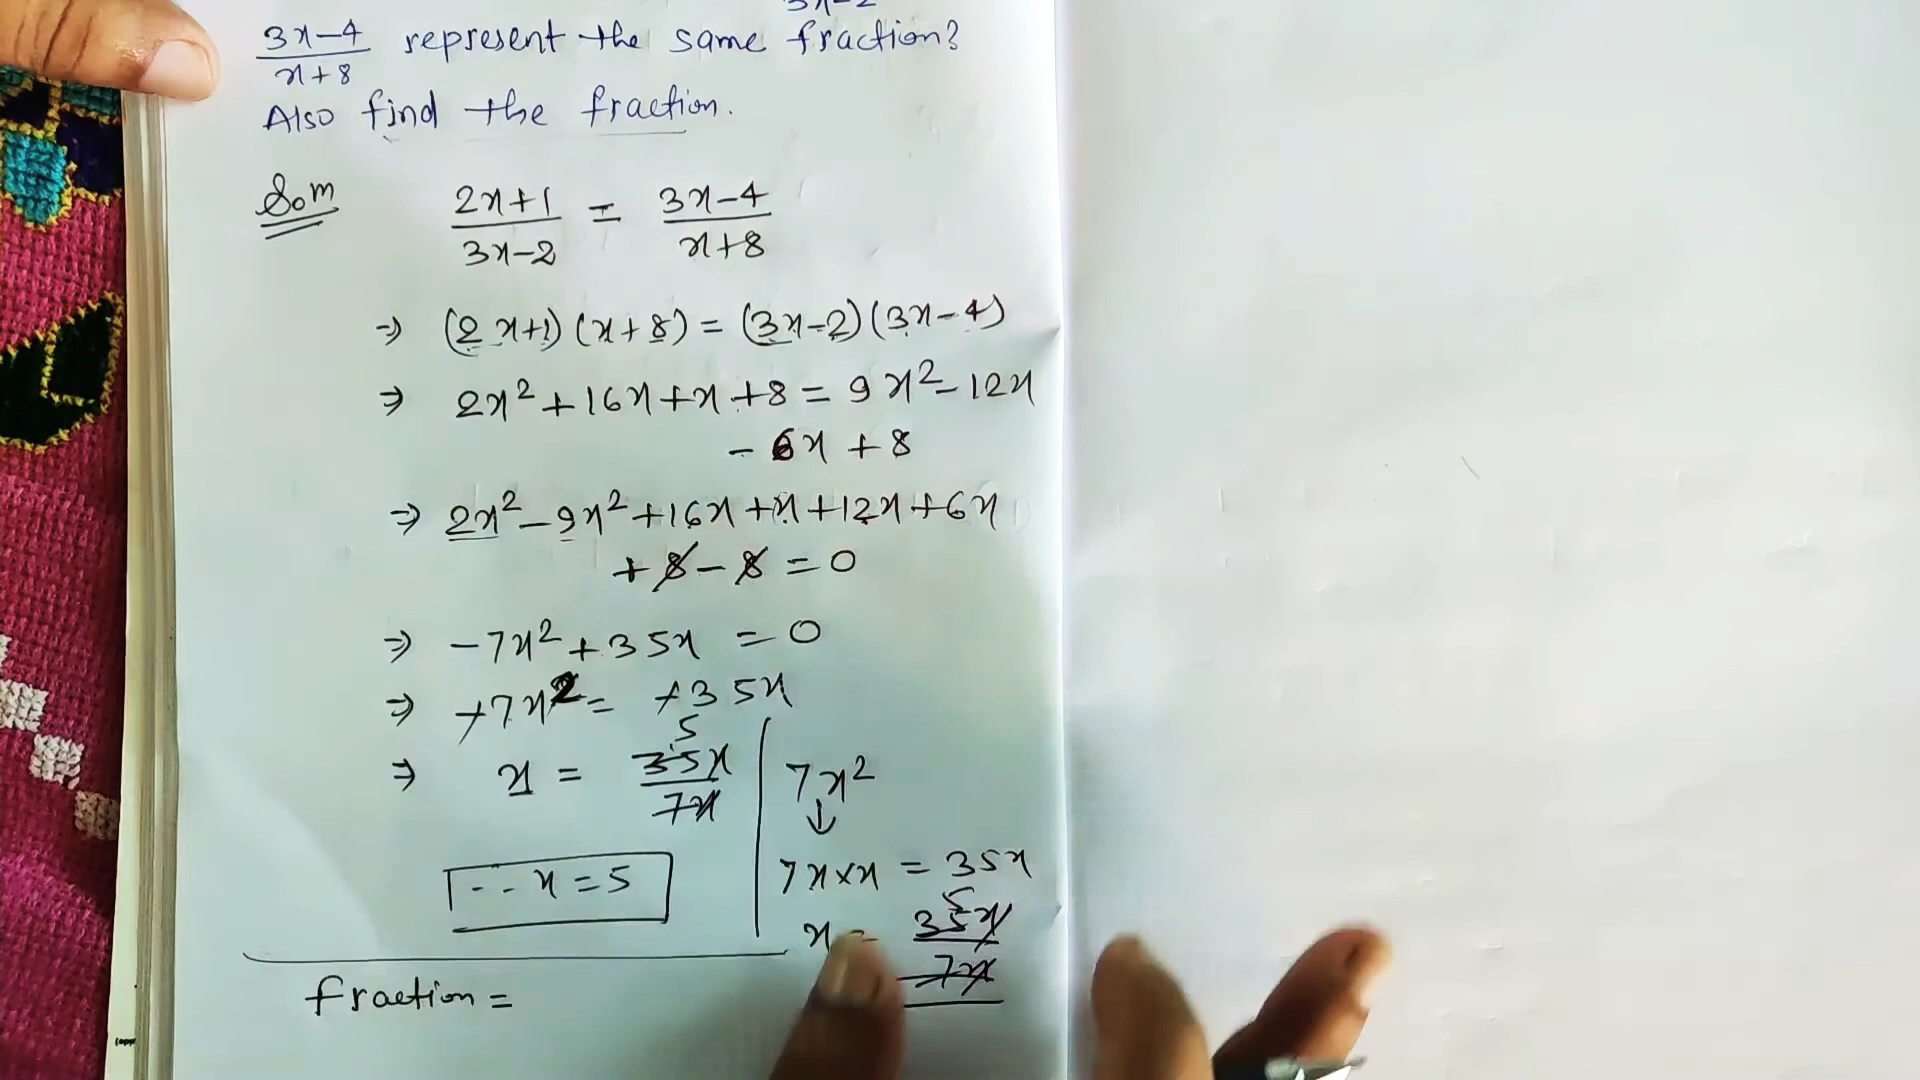 3x-2
3x-4/x+8 represent the same fraction?
Also find the fraction.
Soln
2x+1/3x-2 = 3x-4/x+8
⇒ (2x+1)(x+8) = (3x-2)(3x-4)
⇒ 2x²+16x+x+8 = 9x²-12x
-6x+8
⇒ 2x²-9x²+16x+x+12x+6x
+8-8=0
⇒ -7x²+35x = 0
⇒ +7x² = +35x
5
⇒ x = 35x/7x
-- x=5
7x²
↓
7x×x = 35x
5
x = 35x/7x
fraction =